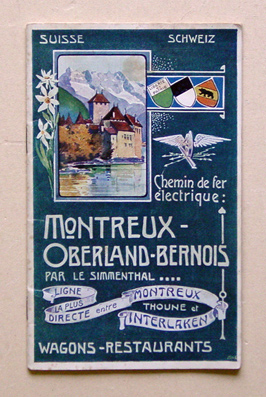 SUISSE SCHWEIZ
Chemin de fer
électrique:
MONTREUX-
OBERLAND-BERNOIS
PAR LE SIMMENTHAL ....
LIGNE
LA PLUS
DIRECTE entre
MONTREUX
THOUNE et
INTERLAKEN
WAGONS-RESTAURANTS